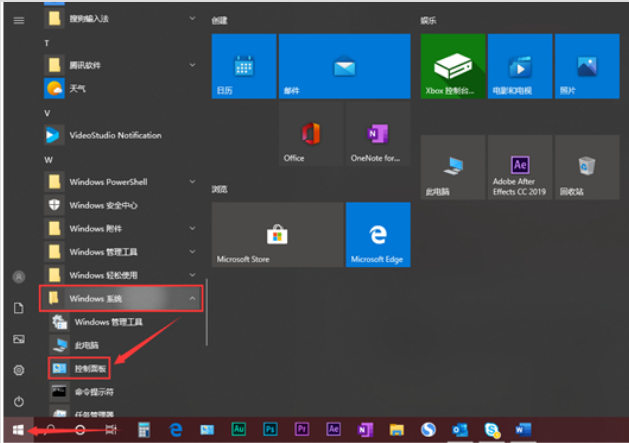 搜狗输入法
T
腾讯软件
天气
V
VideoStudio Notification
W
Windows PowerShell
Windows 安全中心
Windows 附件
Windows 管理工具
Windows 轻松使用
Windows 系统
Windows 管理工具
此电脑
控制面板
命令提示符
任务管理器
创建
日历
邮件
Office
OneNote for...
浏览
Microsoft Store
Microsoft Edge
娱乐
Xbox 控制台...
电影和电视
照片
此电脑
Ae
Adobe After
Effects CC 2019
回收站
Au
Ps
Pr
Ae